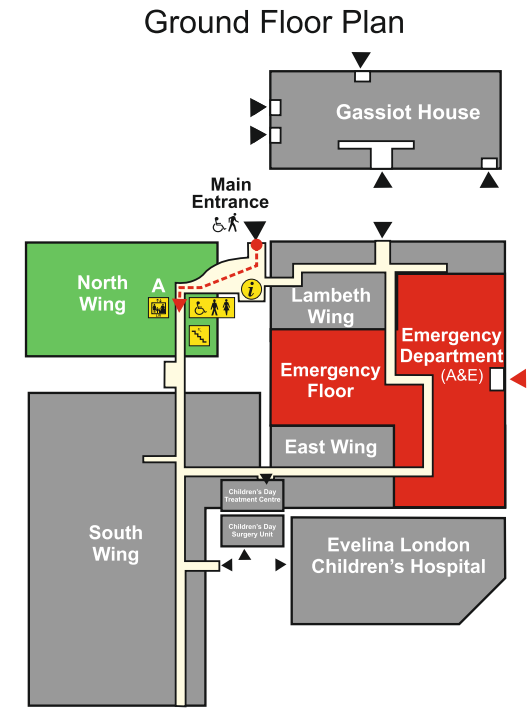 Ground Floor Plan
Gassiot House
Main
Entrance
North
Wing
A
i
Lambeth
Wing
Emergency
Department
(A&E)
Emergency
Floor
East Wing
Children's Day
Treatment Centre
Children's Day
Surgery Unit
South
Wing
Evelina London
Children's Hospital